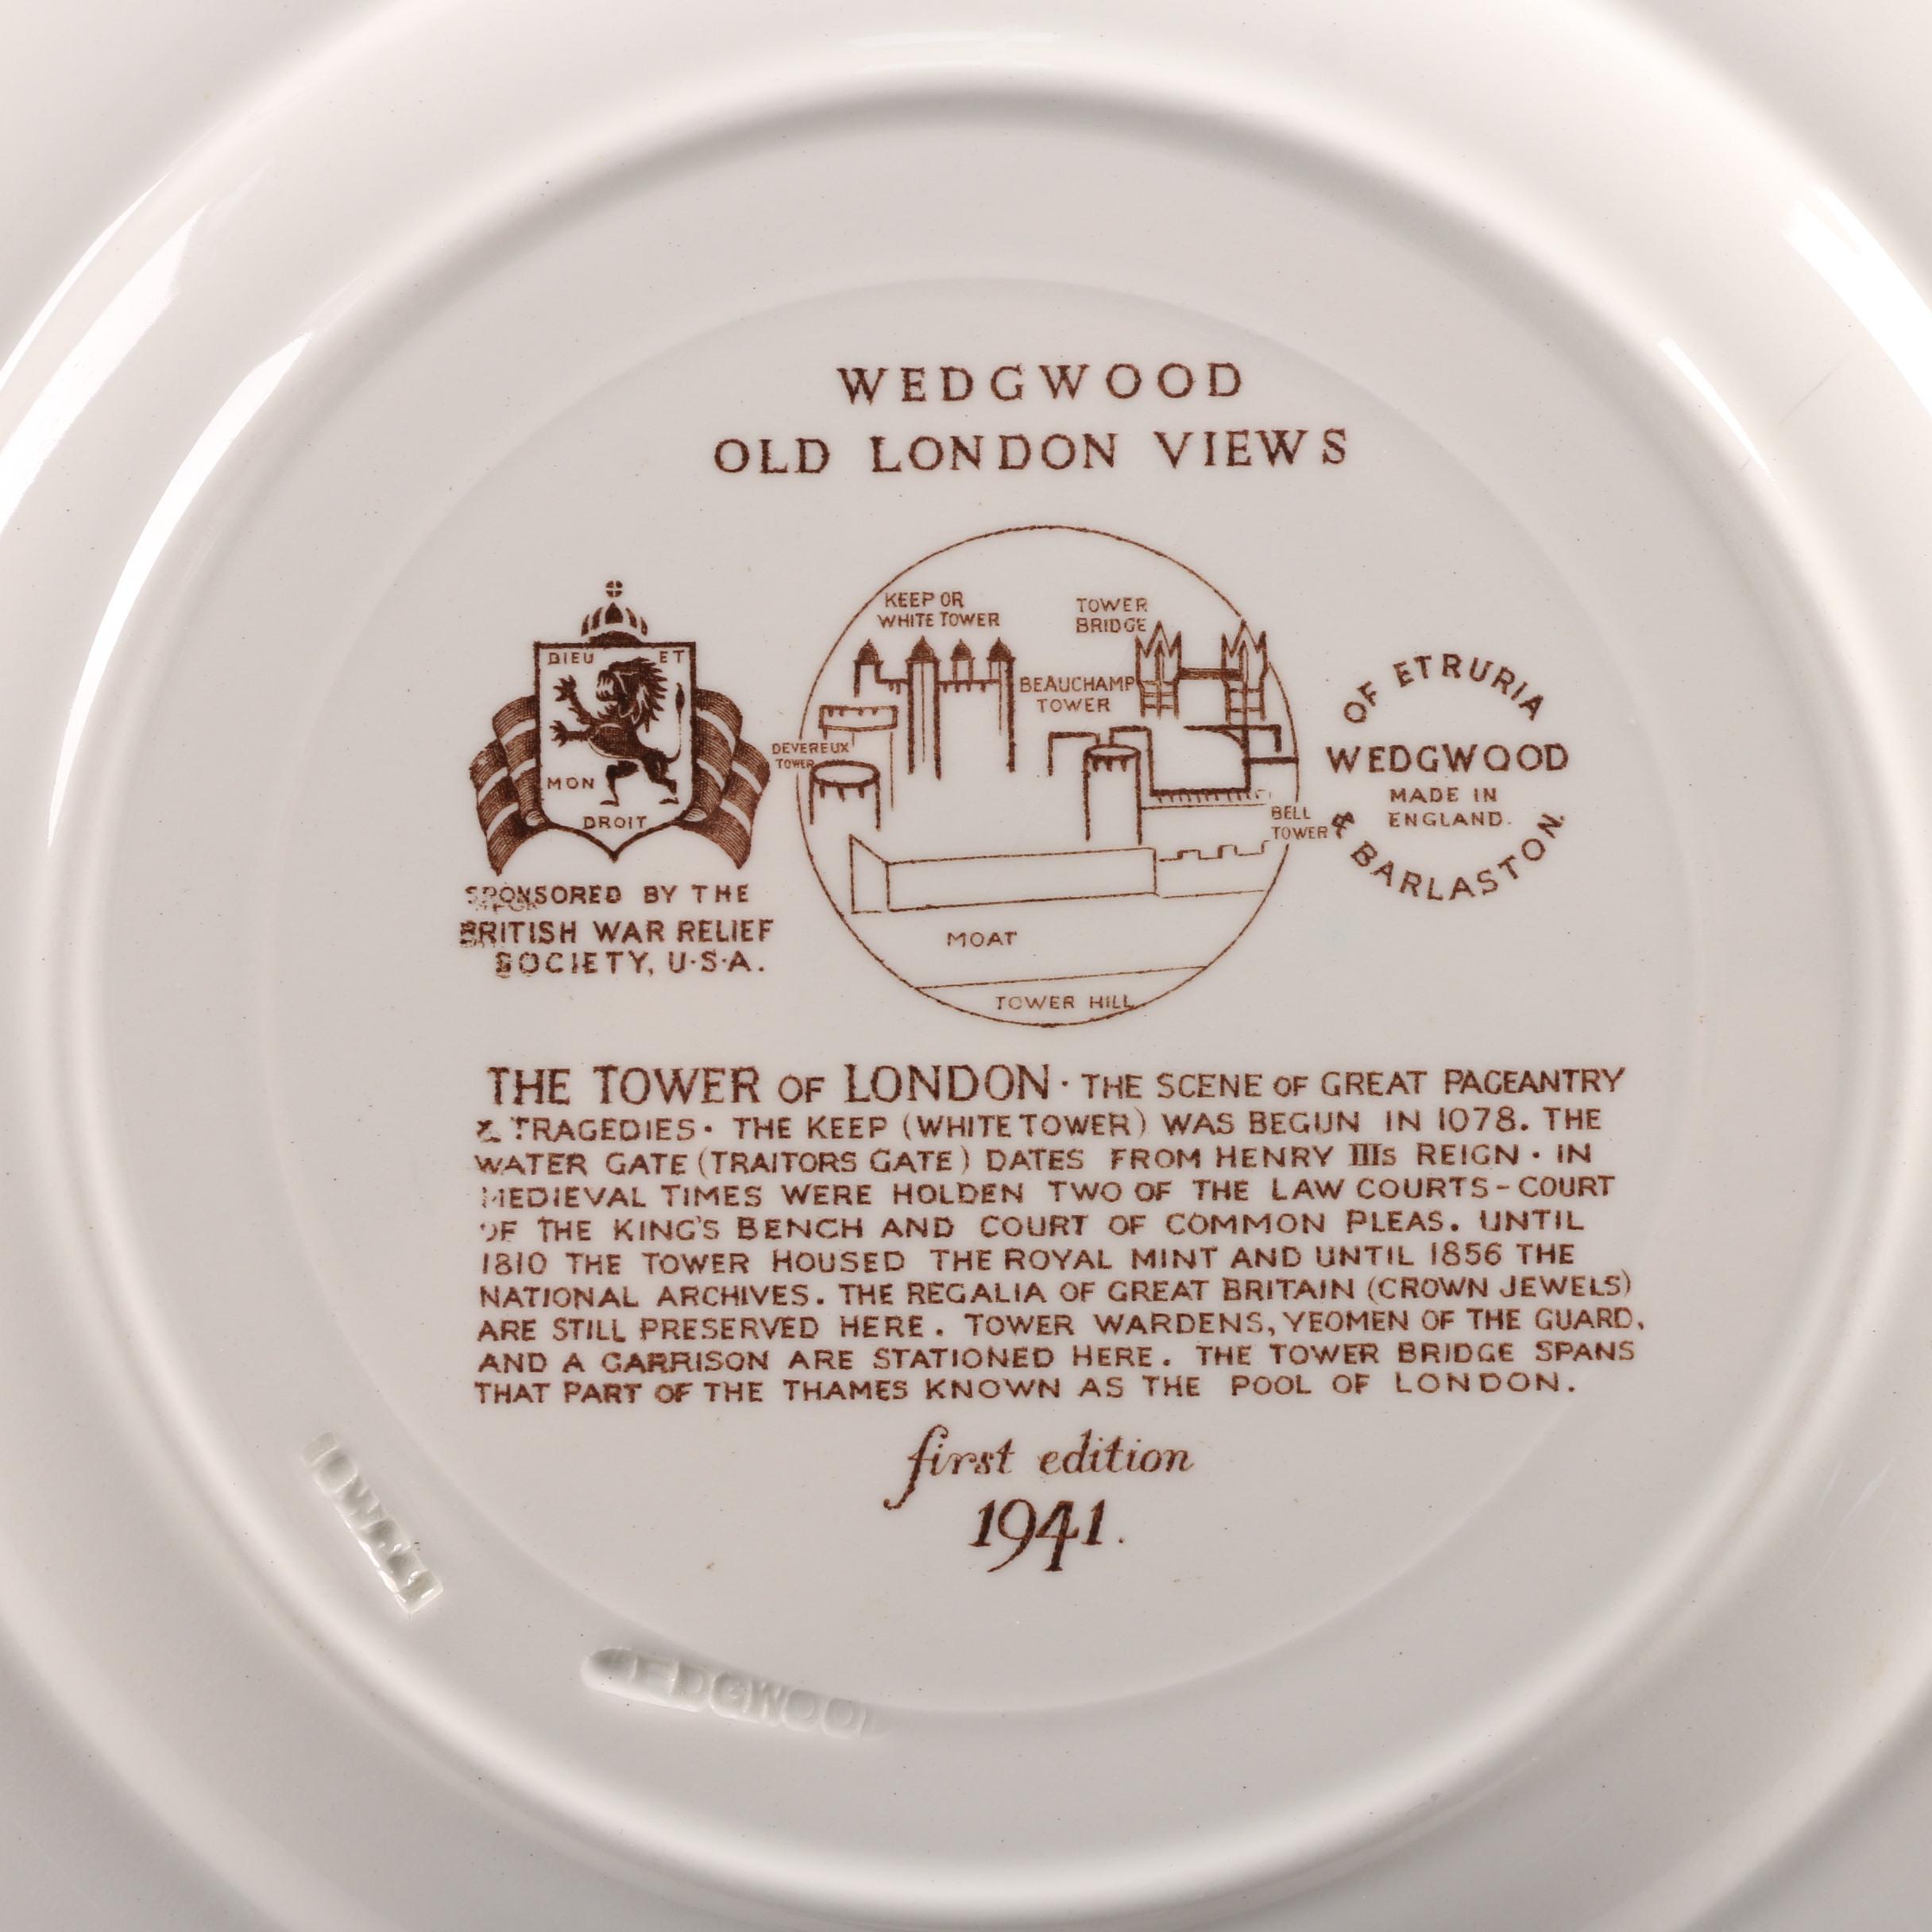 WEDGWOOD
OLD LONDON VIEWS
DIEU ET
MON
DROIT
SPONSORED BY THE
BRITISH WAR RELIEF
SOCIETY, U·S·A.
KEEP OR
WHITE TOWER
TOWER
BRIDGE
BEAUCHAMP
TOWER
DEVEREUX
TOWER
BELL
TOWER
MOAT
TOWER HILL
OF ETRURIA
WEDGWOOD
MADE IN
ENGLAND.
& BARLASTON
THE TOWER OF LONDON · THE SCENE OF GREAT PAGEANTRY
& TRAGEDIES · THE KEEP (WHITE TOWER) WAS BEGUN IN 1078. THE
WATER GATE (TRAITORS GATE) DATES FROM HENRY IIIs REIGN · IN
MEDIEVAL TIMES WERE HOLDEN TWO OF THE LAW COURTS - COURT
OF THE KING'S BENCH AND COURT OF COMMON PLEAS. UNTIL
1810 THE TOWER HOUSED THE ROYAL MINT AND UNTIL 1856 THE
NATIONAL ARCHIVES. THE REGALIA OF GREAT BRITAIN (CROWN JEWELS)
ARE STILL PRESERVED HERE. TOWER WARDENS, YEOMEN OF THE GUARD,
AND A GARRISON ARE STATIONED HERE. THE TOWER BRIDGE SPANS
THAT PART OF THE THAMES KNOWN AS THE POOL OF LONDON.
first edition
1941.
WEDGWOOD